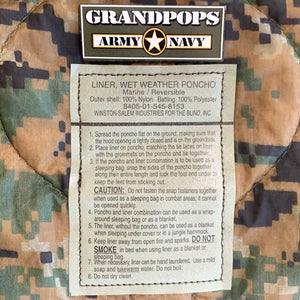 GRANDPOPS
ARMY NAVY
LINER, WET WEATHER PONCHO
Marine / Reversible
Outer shell: 100% Nylon Batting: 100% Polyester
8405-01-545-8153
WINSTON-SALEM INDUSTRIES FOR THE BLIND, INC.
1. Spread the poncho flat on the ground, making sure that
the hood opening is tightly closed and is on the ground.
2. Place liner on poncho, matching the tie laces on liner
with the grommets on the poncho and tie together.
3. If the poncho and liner combination is to be used as a
sleeping bag, snap the sides of the poncho together
along their entire length and tuck the foot end under to
keep the feet from sticking out.
CAUTION: Do not fasten the snap fasteners together
when used as a sleeping bag in combat areas; it cannot
be opened quickly.
4. Poncho and liner combination can be used as a wrap-
around sleeping bag or as a blanket.
5. The liner, without the poncho, can be used as a blanket
when sleeping under cover or in a jungle hammock.
6. Keep liner away from open fire and sparks. DO NOT
SMOKE in bed when using liner as a blanket or
sleeping bag.
7. When necessary, liner can be hand laundered. Use a mild
soap and lukewarm water. Do not boil.
8. Do not dry clean.